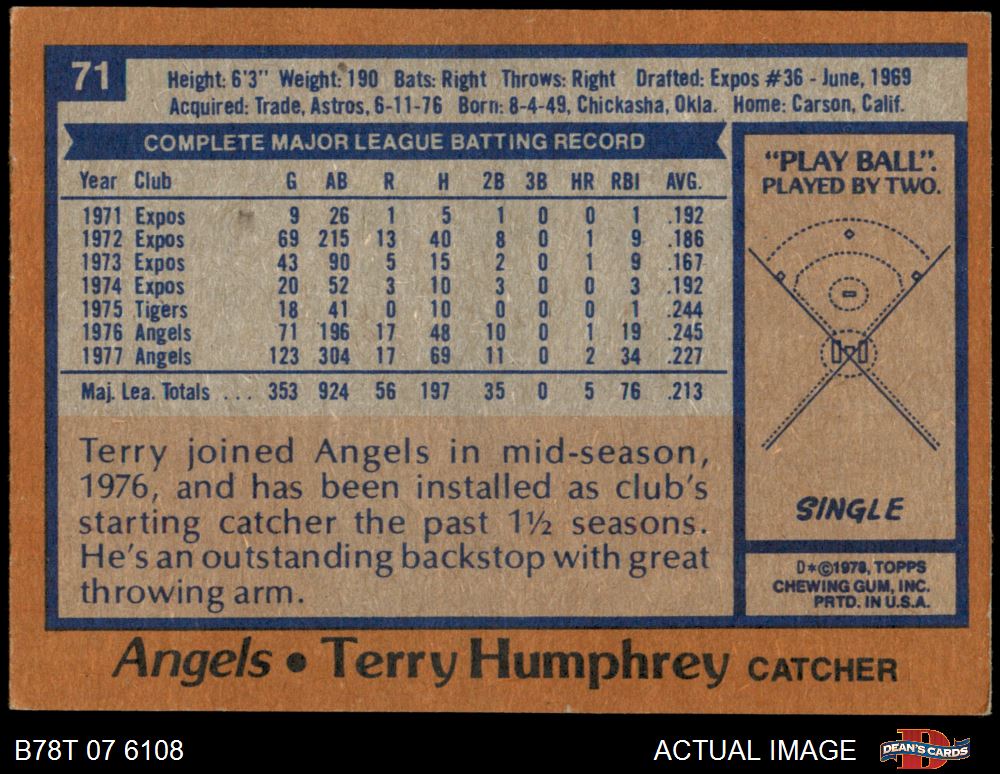 71
Height: 6'3" Weight: 190 Bats: Right Throws: Right Drafted: Expos #36 - June, 1969
Acquired: Trade, Astros, 6-11-76 Born: 8-4-49, Chickasha, Okla. Home: Carson, Calif.
COMPLETE MAJOR LEAGUE BATTING RECORD
Year Club G AB R H 2B 3B HR RBI AVG.
1971 Expos 9 26 1 5 1 0 0 1 .192
1972 Expos 69 215 13 40 8 0 1 9 .186
1973 Expos 43 90 5 15 2 0 1 9 .167
1974 Expos 20 52 3 10 3 0 0 3 .192
1975 Tigers 18 41 0 10 0 0 0 1 .244
1976 Angels 71 196 17 48 10 0 1 19 .245
1977 Angels 123 304 17 69 11 0 2 34 .227
Maj. Lea. Totals ... 353 924 56 197 35 0 5 76 .213
Terry joined Angels in mid-season,
1976, and has been installed as club's
starting catcher the past 1½ seasons.
He's an outstanding backstop with great
throwing arm.
"PLAY BALL".
PLAYED BY TWO.
SINGLE
D*©1978, TOPPS
CHEWING GUM, INC.
PRTD. IN U.S.A.
Angels • Terry Humphrey CATCHER
B78T 07 6108
ACTUAL IMAGE
DEAN'S CARDS